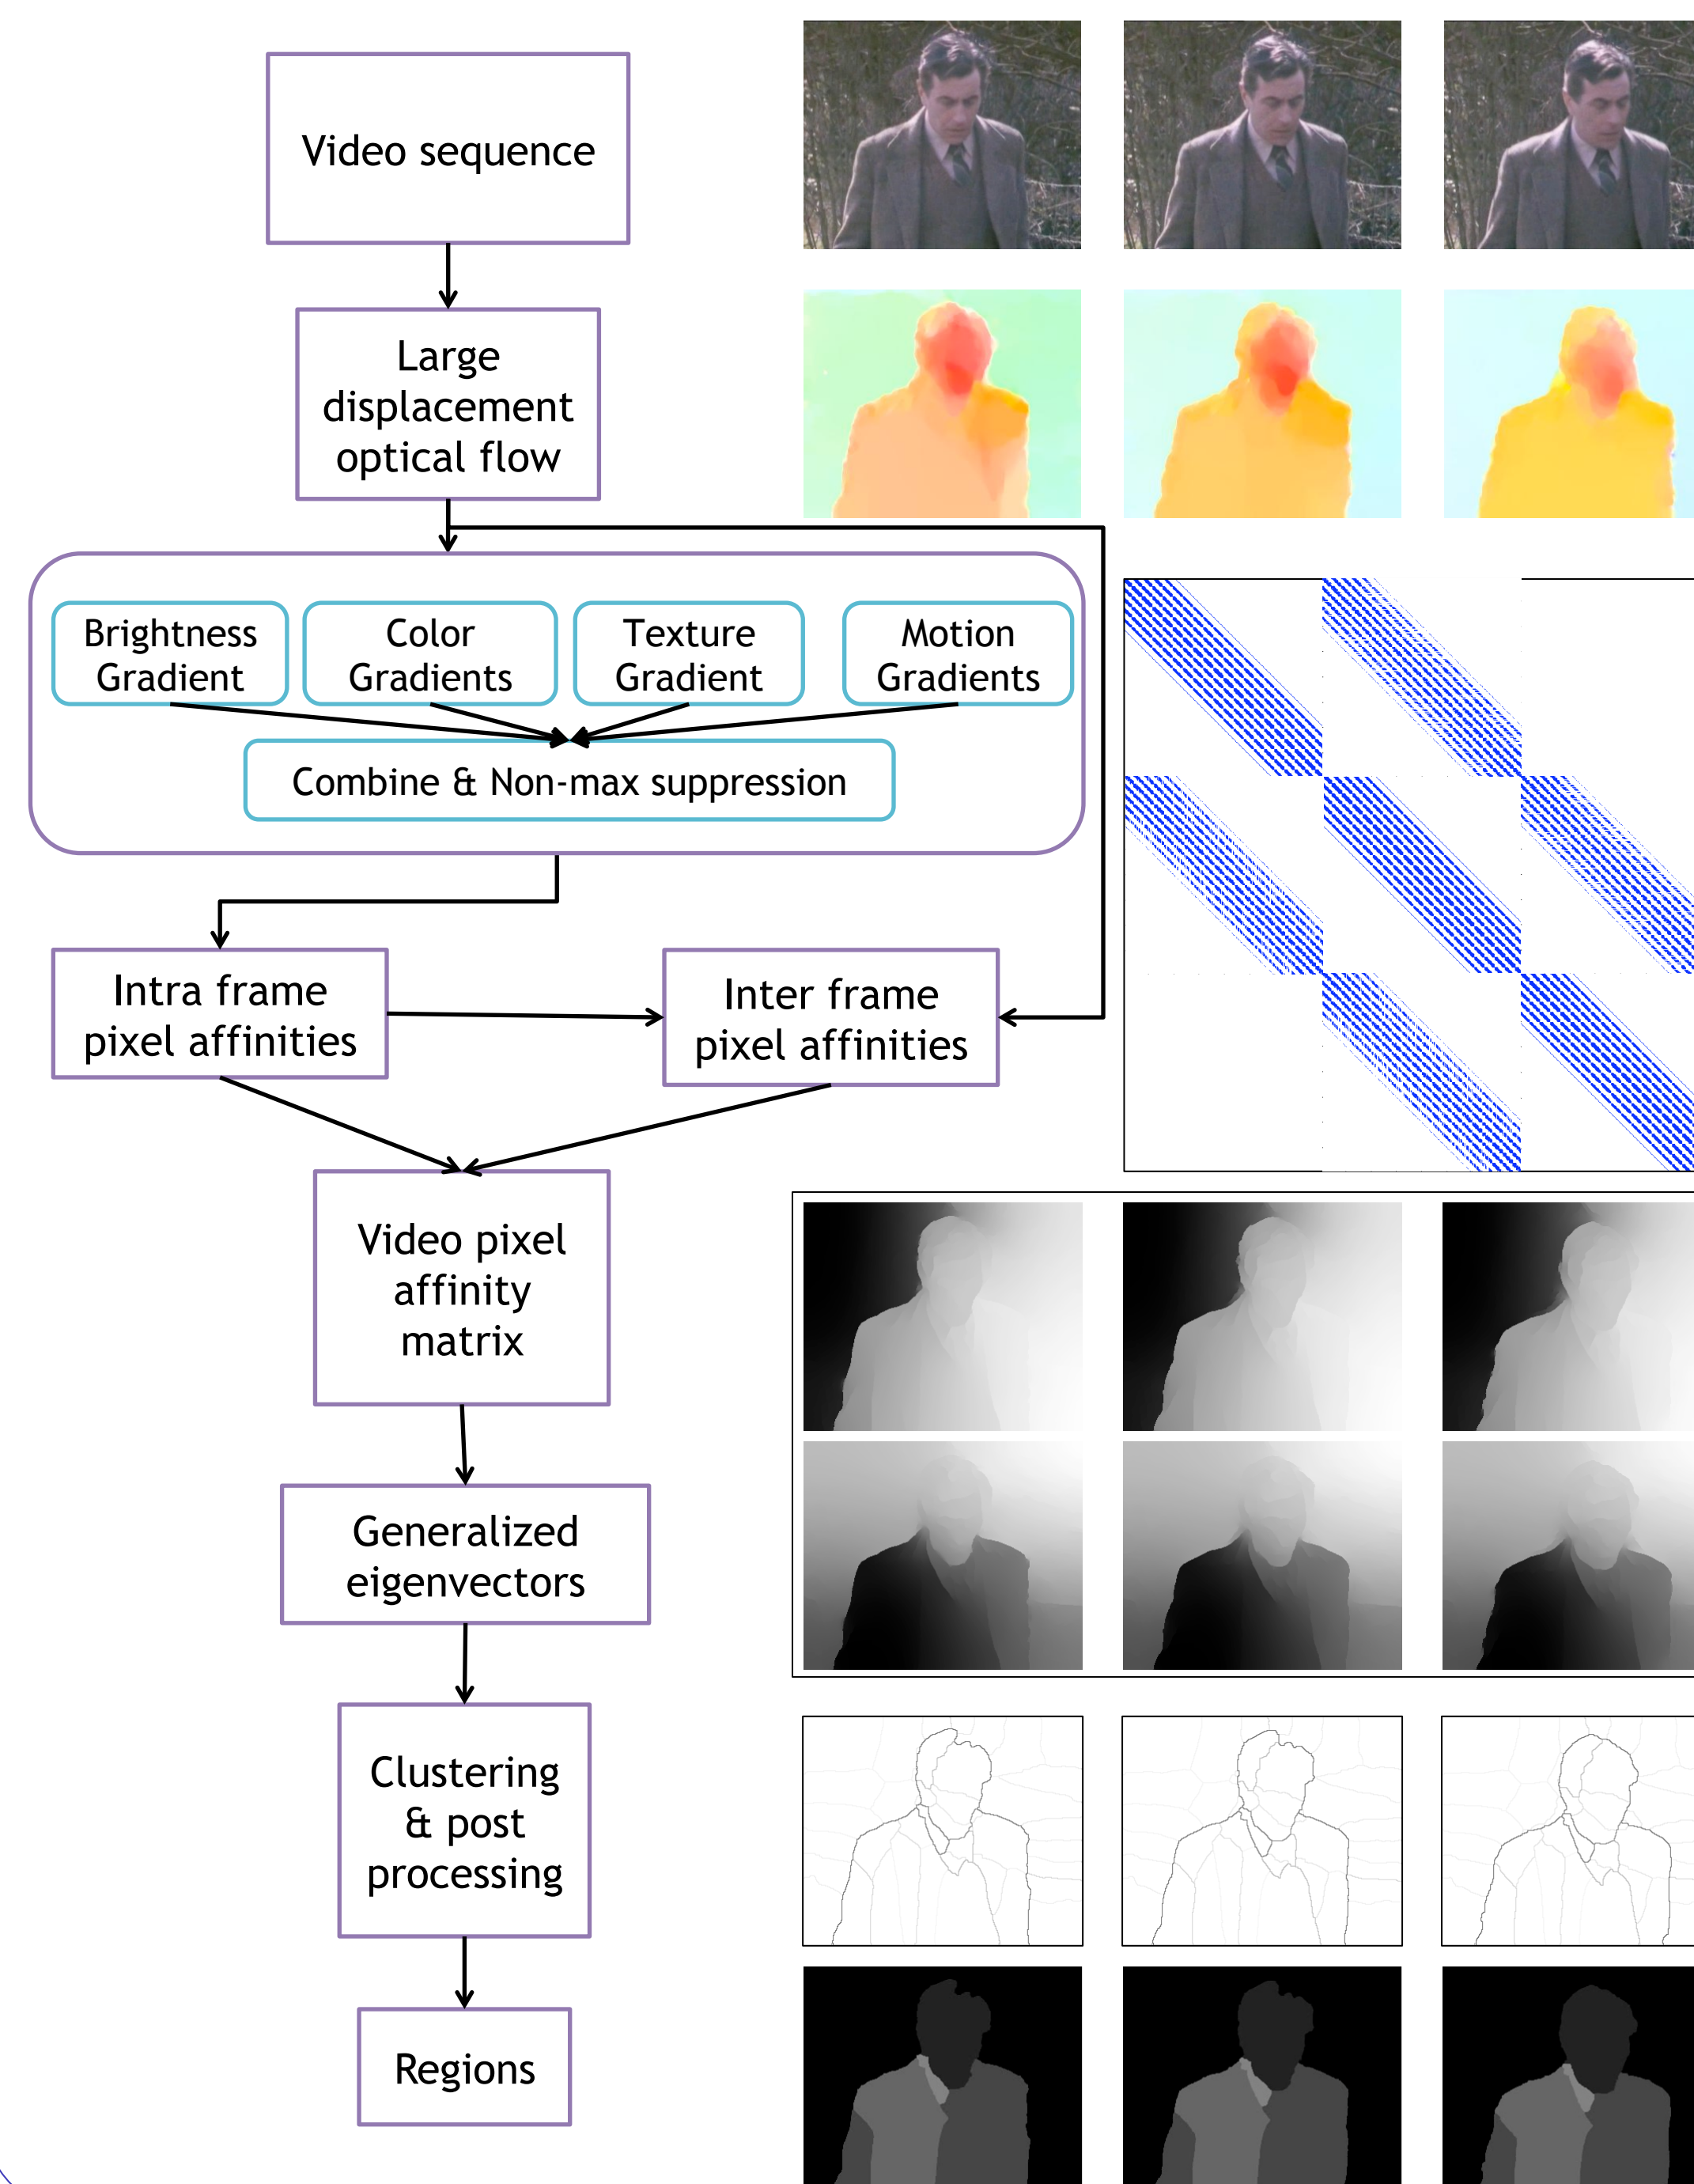 Video sequence
Large
displacement
optical flow
Brightness
Gradient
Color
Gradients
Texture
Gradient
Motion
Gradients
Combine & Non-max suppression
Intra frame
pixel affinities
Inter frame
pixel affinities
Video pixel
affinity
matrix
Generalized
eigenvectors
Clustering
& post
processing
Regions